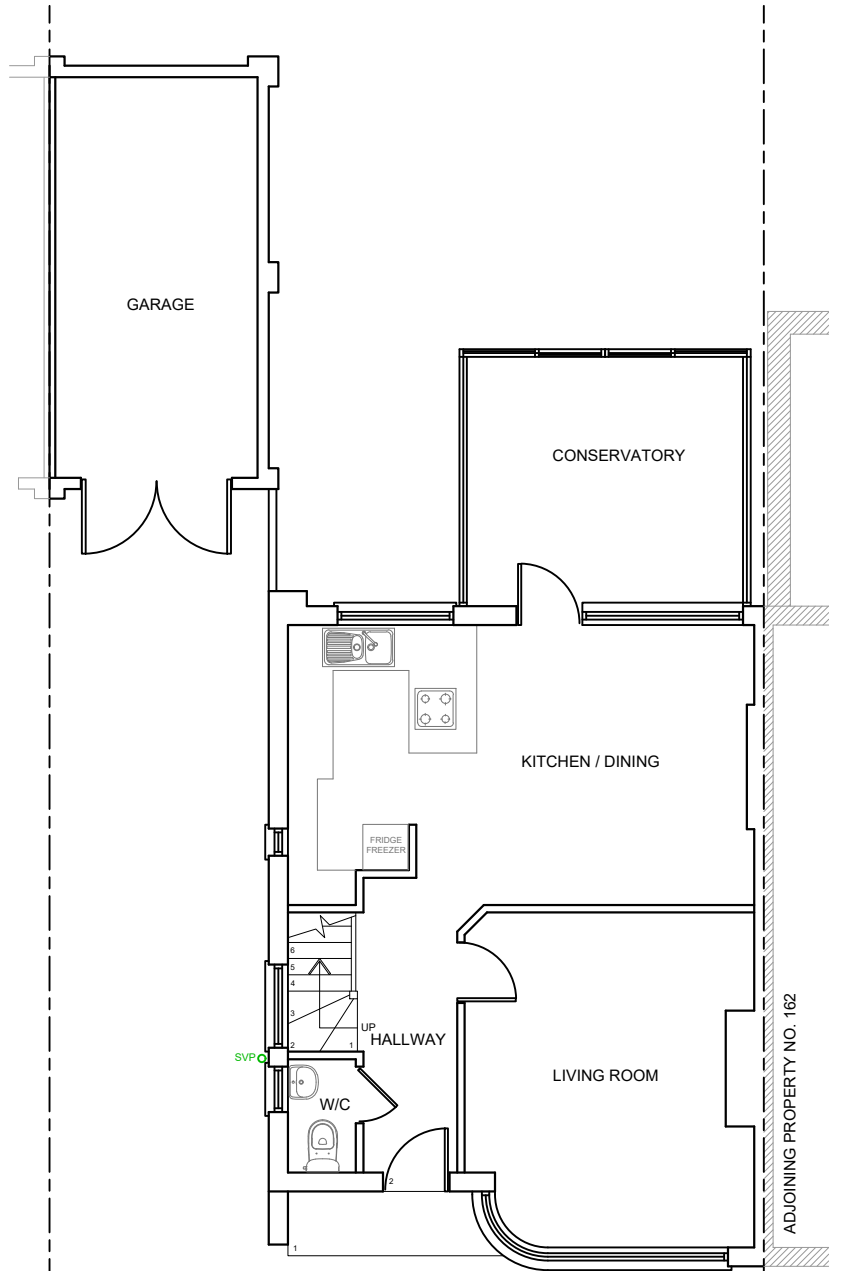 GARAGE
CONSERVATORY
KITCHEN / DINING
FRIDGE
FREEZER
6
5
4
3
2
1
UP
HALLWAY
SVP
W/C
LIVING ROOM
2
1
ADJOINING PROPERTY NO. 162